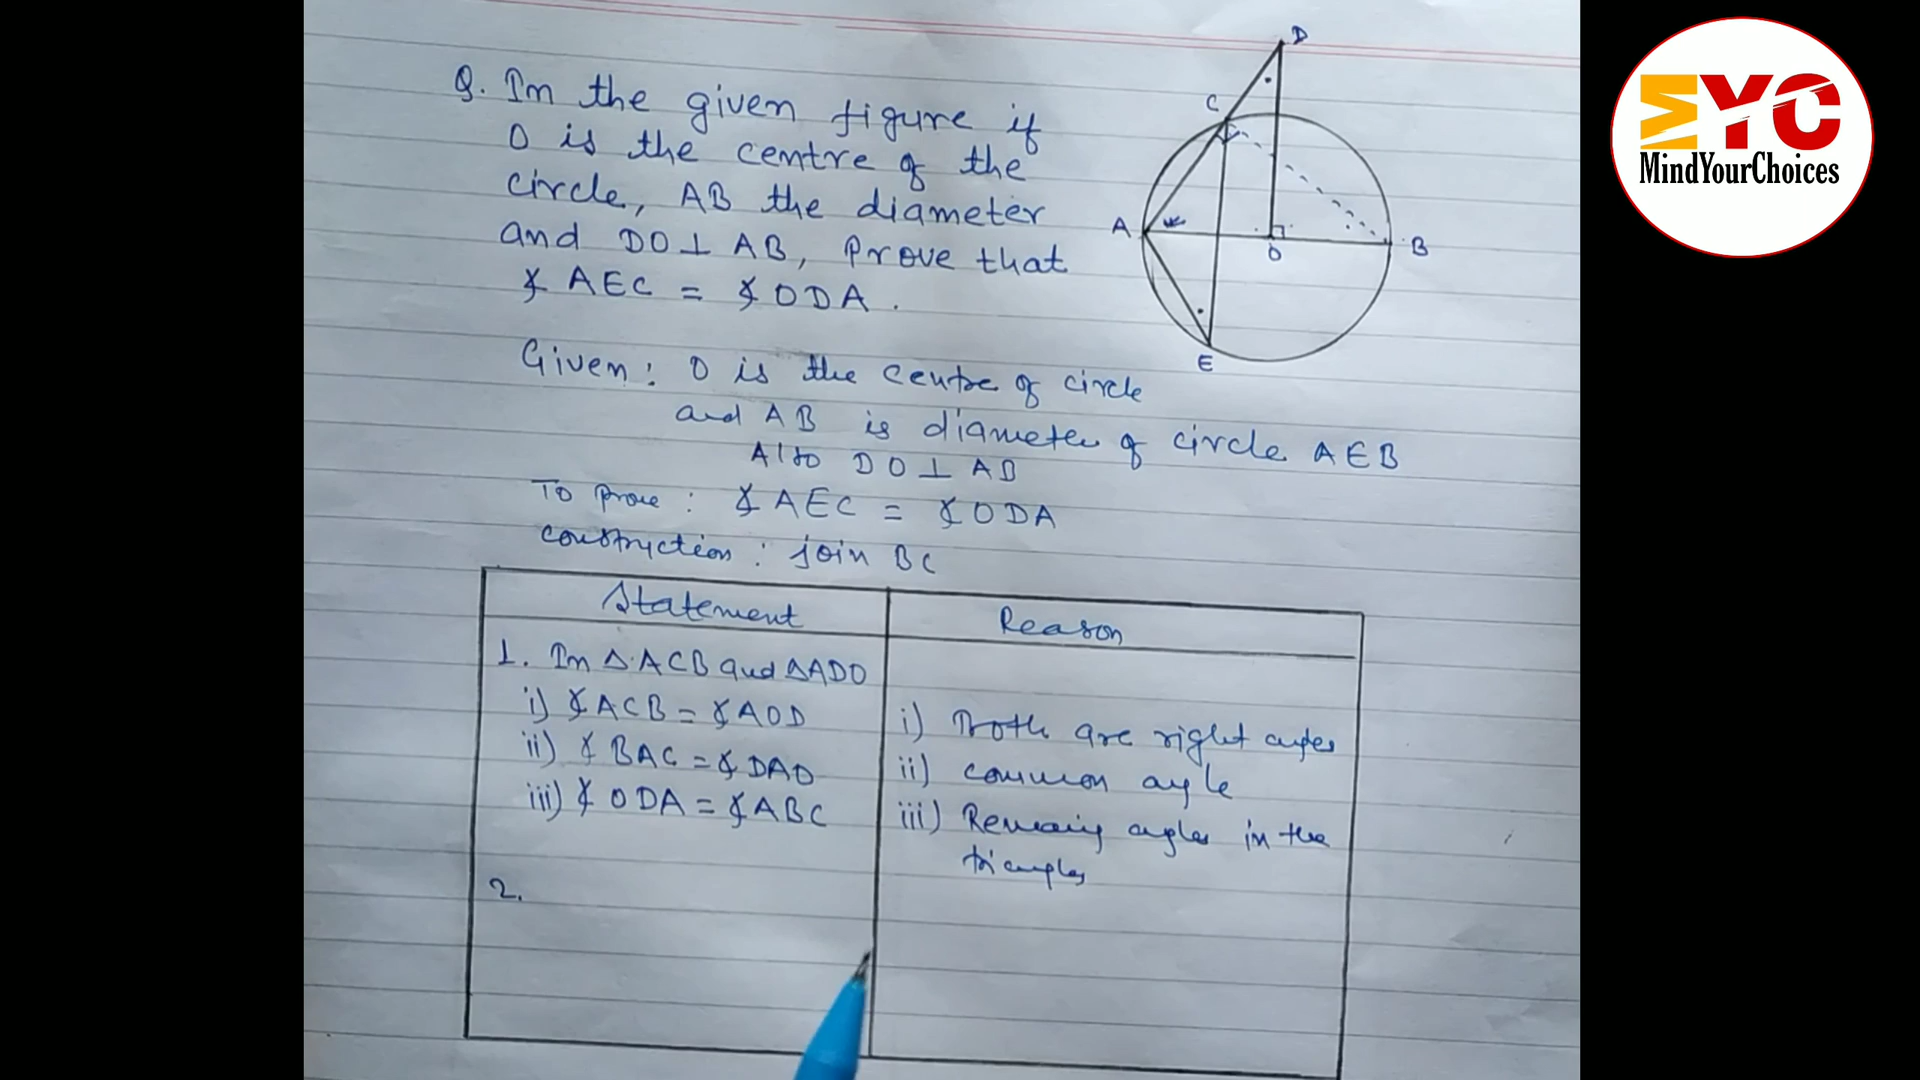 Q. In the given figure if
O is the centre of the
circle, AB the diameter
and DO ⊥ AB, Prove that
∡ AEC = ∡ ODA.
Given: O is the centre of circle
and AB is diameter of circle AEB
Also DO ⊥ AB
To prove: ∡ AEC = ∡ ODA
construction: join BC
Statement
Reason
1. In △ ACB and △ADO
i) ∡ ACB = ∡ AOD
i) Both are right angles
ii) ∡ BAC = ∡ DAO
ii) common angle
iii) ∡ ODA = ∡ ABC
iii) Remaing angles in the
triangles
2.
D
C
A
O
B
E
MYC
MindYourChoices